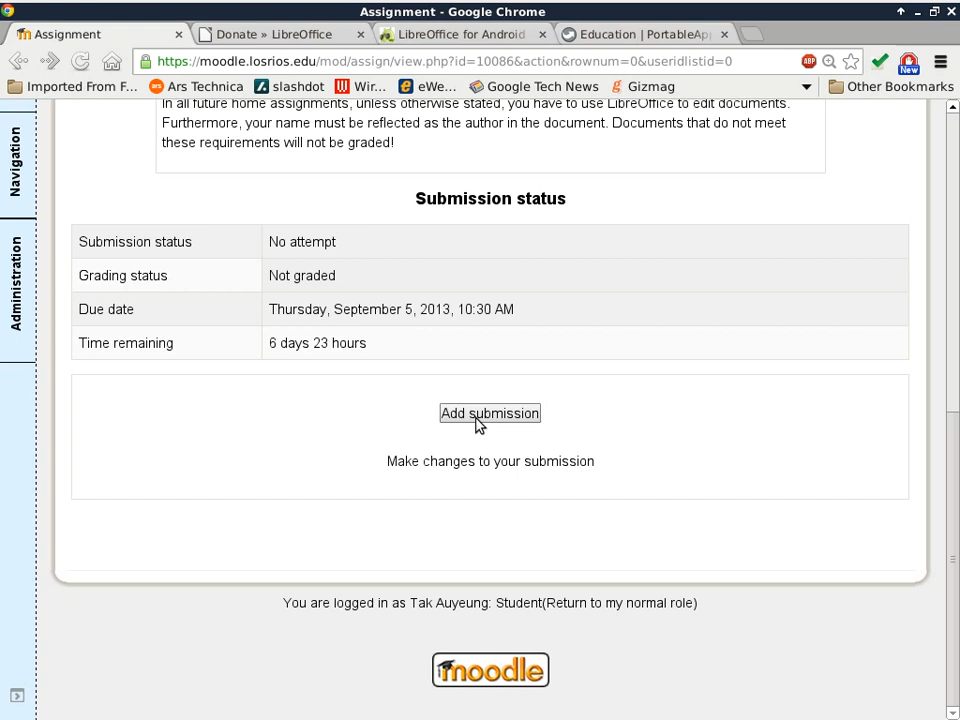 Assignment - Google Chrome
Assignment
Donate » LibreOffice
LibreOffice for Android
Education | PortableAp
https://moodle.losrios.edu/mod/assign/view.php?id=10086&action&rownum=0&useridlistid=0
ABP
New
Imported From F...
ars
Ars Technica
slashdot
Wir...
eWe...
Google Tech News
g
Gizmag
Other Bookmarks
Navigation
Administration
In all future home assignments, unless otherwise stated, you have to use LibreOffice to edit documents.
Furthermore, your name must be reflected as the author in the document. Documents that do not meet
these requirements will not be graded!
Submission status
Submission status No attempt
Grading status Not graded
Due date Thursday, September 5, 2013, 10:30 AM
Time remaining 6 days 23 hours
Add submission
Make changes to your submission
You are logged in as Tak Auyeung: Student(Return to my normal role)
moodle